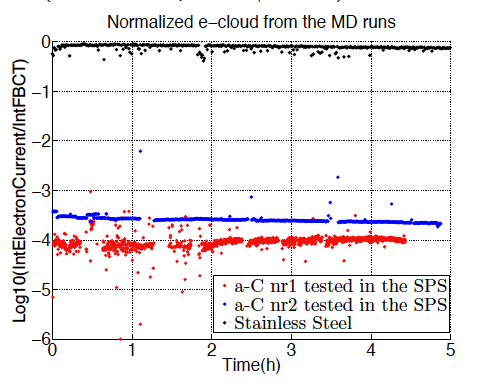 Normalized e-cloud from the MD runs
Log10(IntElectronCurrent/IntFBCT)
0
-1
-2
-3
-4
-5
-6
a-C nr1 tested in the SPS
a-C nr2 tested in the SPS
Stainless Steel
0 1 2 3 4 5
Time(h)